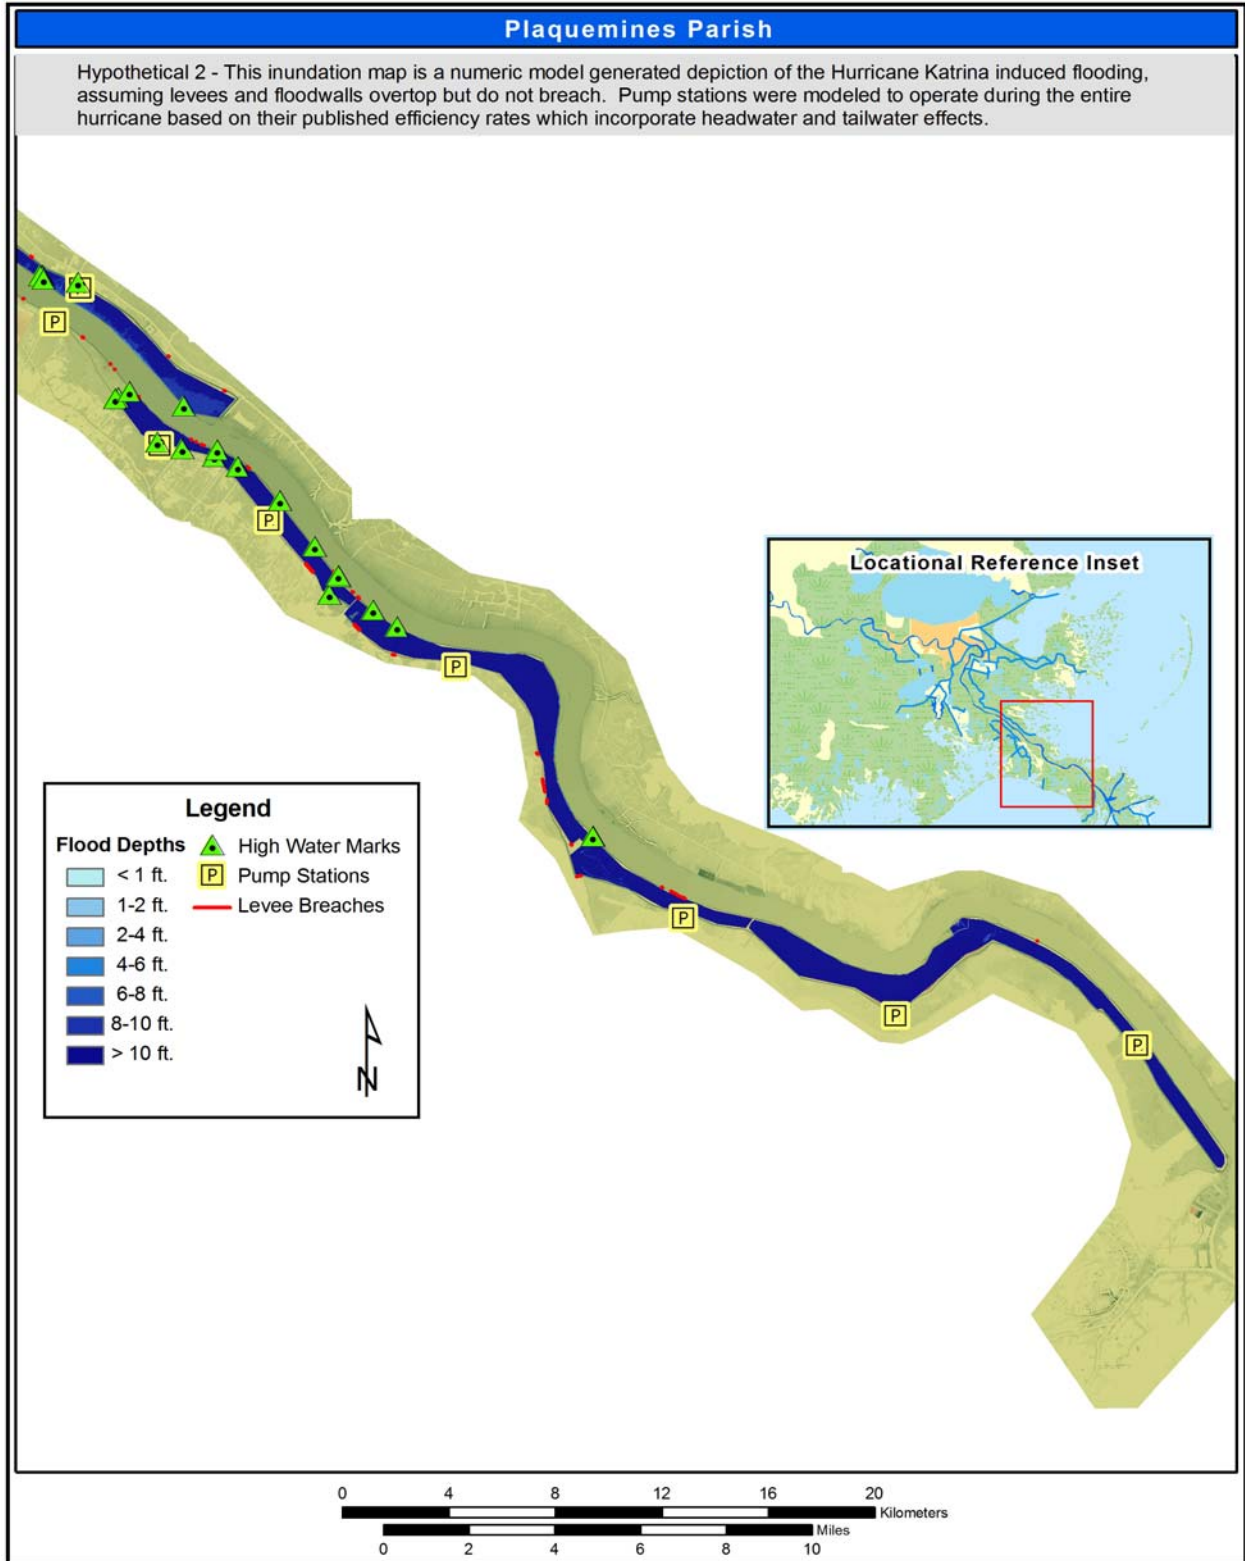 Plaquemines Parish
Hypothetical 2 - This inundation map is a numeric model generated depiction of the Hurricane Katrina induced flooding,
assuming levees and floodwalls overtop but do not breach.  Pump stations were modeled to operate during the entire
hurricane based on their published efficiency rates which incorporate headwater and tailwater effects.
P
P
P
P
P
P
P
P
P
Locational Reference Inset
Legend
Flood Depths
High Water Marks
< 1 ft.
P Pump Stations
1-2 ft.
Levee Breaches
2-4 ft.
4-6 ft.
6-8 ft.
8-10 ft.
> 10 ft.
N
0 4 8 12 16 20
Kilometers
Miles
0 2 4 6 8 10